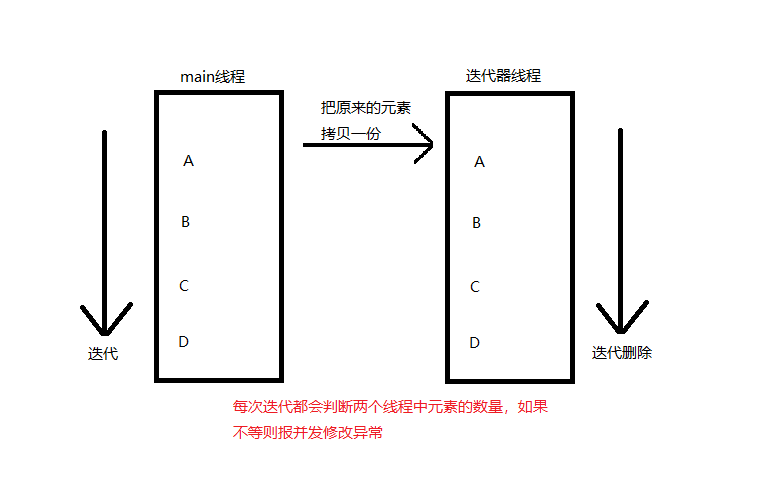 main线程
迭代器线程
把原来的元素
拷贝一份
A
B
C
D
A
B
C
D
迭代
迭代删除
每次迭代都会判断两个线程中元素的数量，如果
不等则报并发修改异常